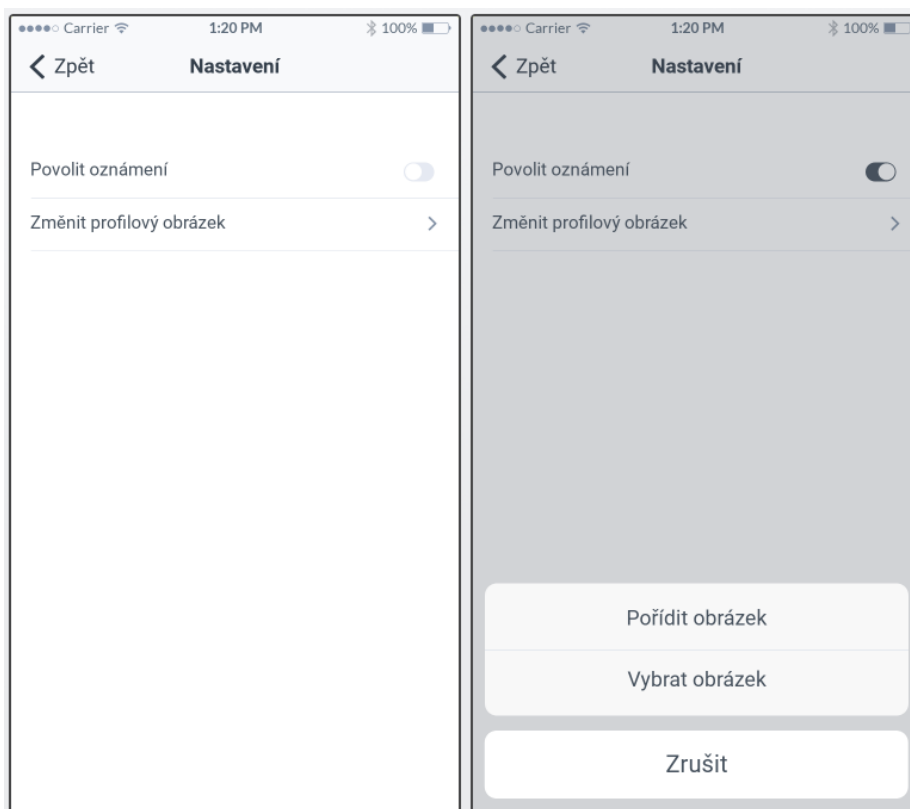 Carrier 1:20 PM 100%
Zpět Nastavení
Povolit oznámení
Změnit profilový obrázek
Carrier 1:20 PM 100%
Zpět Nastavení
Povolit oznámení
Změnit profilový obrázek
Pořídit obrázek
Vybrat obrázek
Zrušit